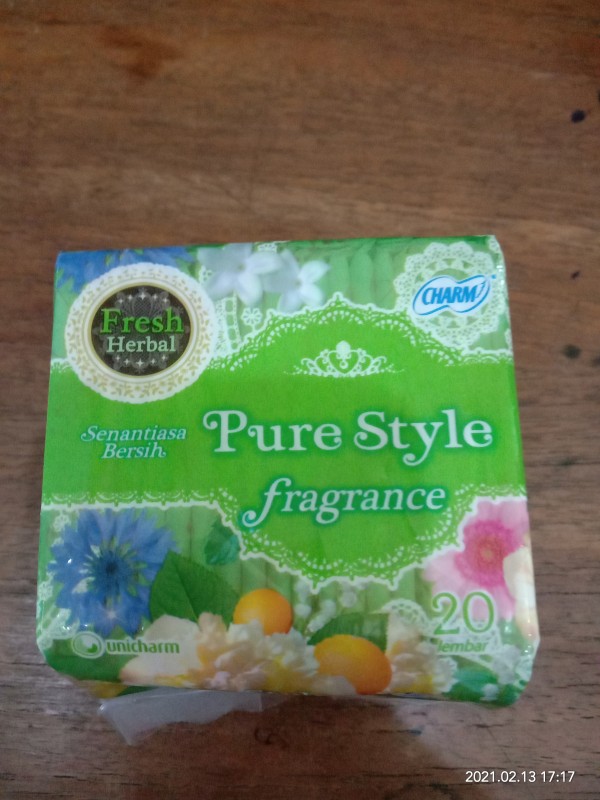 CHARM
Fresh
Herbal
Senantiasa
Bersih
Pure Style
fragrance
20
lembar
unicharm
2021.02.13 17:17